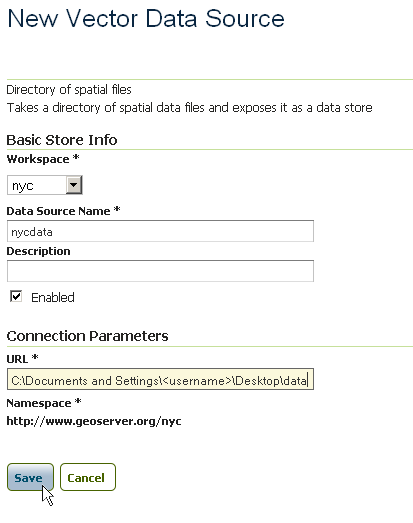 New Vector Data Source
Directory of spatial files
Takes a directory of spatial data files and exposes it as a data store
Basic Store Info
Workspace *
nyc
Data Source Name *
nycdata
Description
Enabled
Connection Parameters
URL *
C:\Documents and Settings\<username>\Desktop\data
Namespace *
http://www.geoserver.org/nyc
Save Cancel